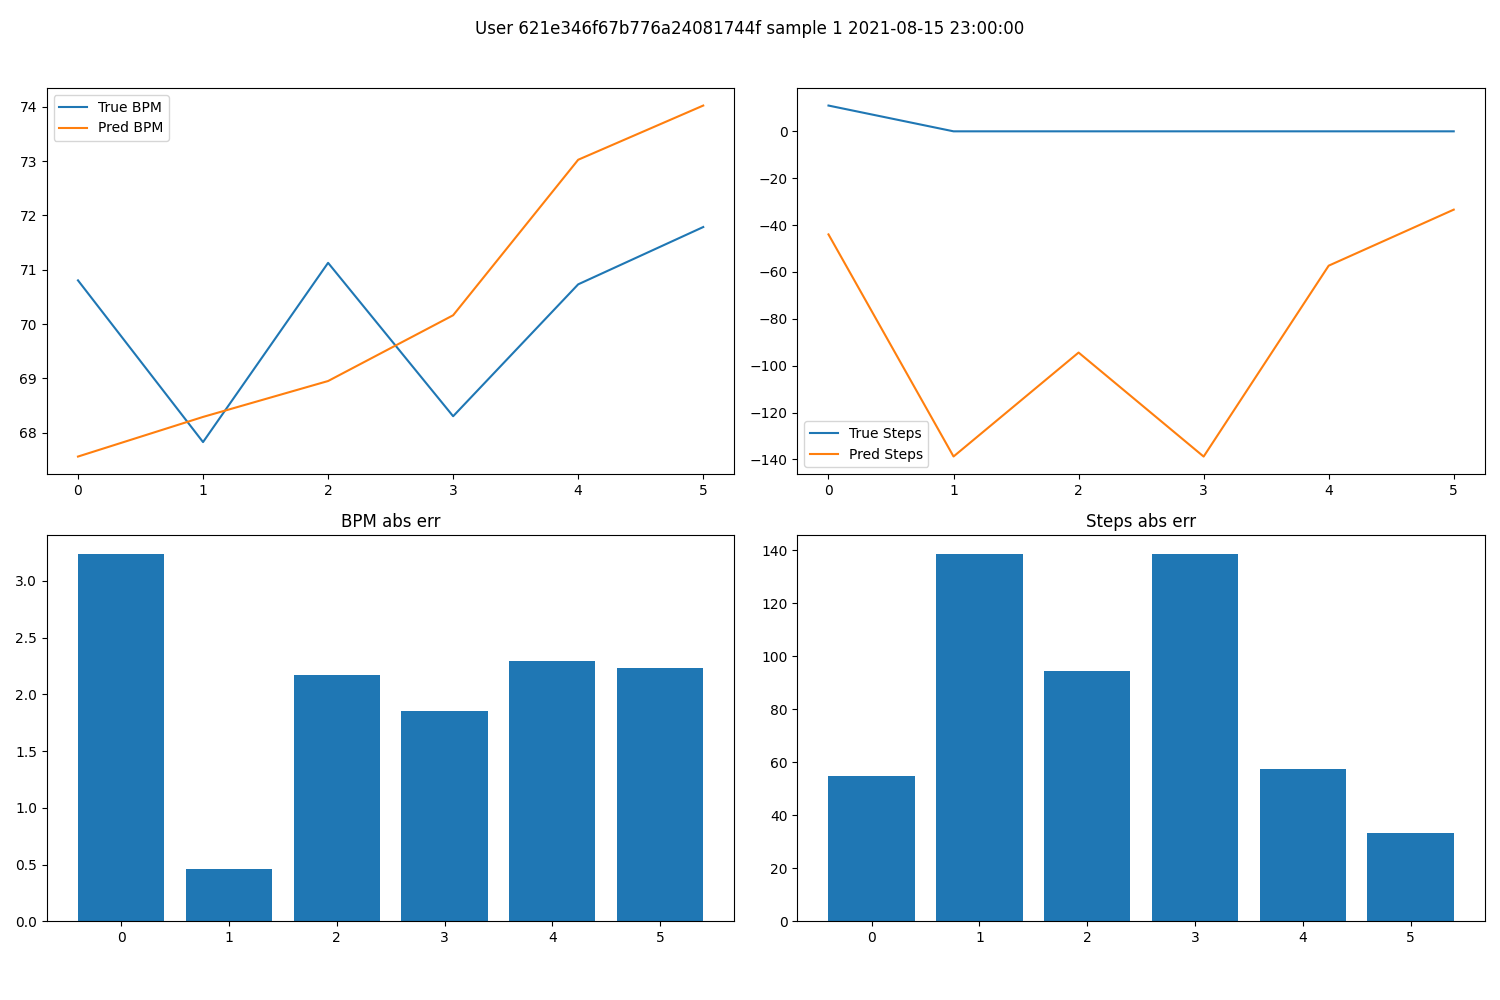 User 621e346f67b776a24081744f sample 1 2021-08-15 23:00:00
True BPM
Pred BPM
74
73
72
71
70
69
68
0 1 2 3 4 5
0
−20
−40
−60
−80
−100
−120
−140
True Steps
Pred Steps
0 1 2 3 4 5
BPM abs err
3.0
2.5
2.0
1.5
1.0
0.5
0.0
0 1 2 3 4 5
Steps abs err
140
120
100
80
60
40
20
0
0 1 2 3 4 5